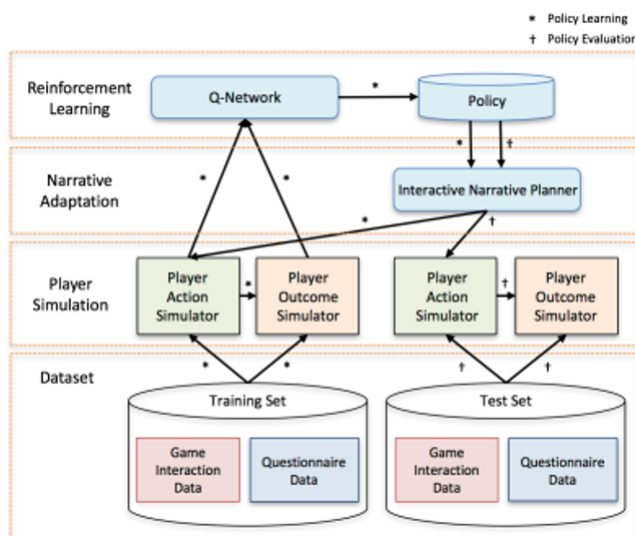 * Policy Learning
† Policy Evaluation
Reinforcement
Learning
Q-Network
*
Policy
*
†
Narrative
Adaptation
*
*
Interactive Narrative Planner
*
†
Player
Simulation
Player
Action
Simulator
*
Player
Outcome
Simulator
Player
Action
Simulator
†
Player
Outcome
Simulator
Dataset
*
*
†
†
Training Set
Test Set
Game
Interaction
Data
Questionnaire
Data
Game
Interaction
Data
Questionnaire
Data